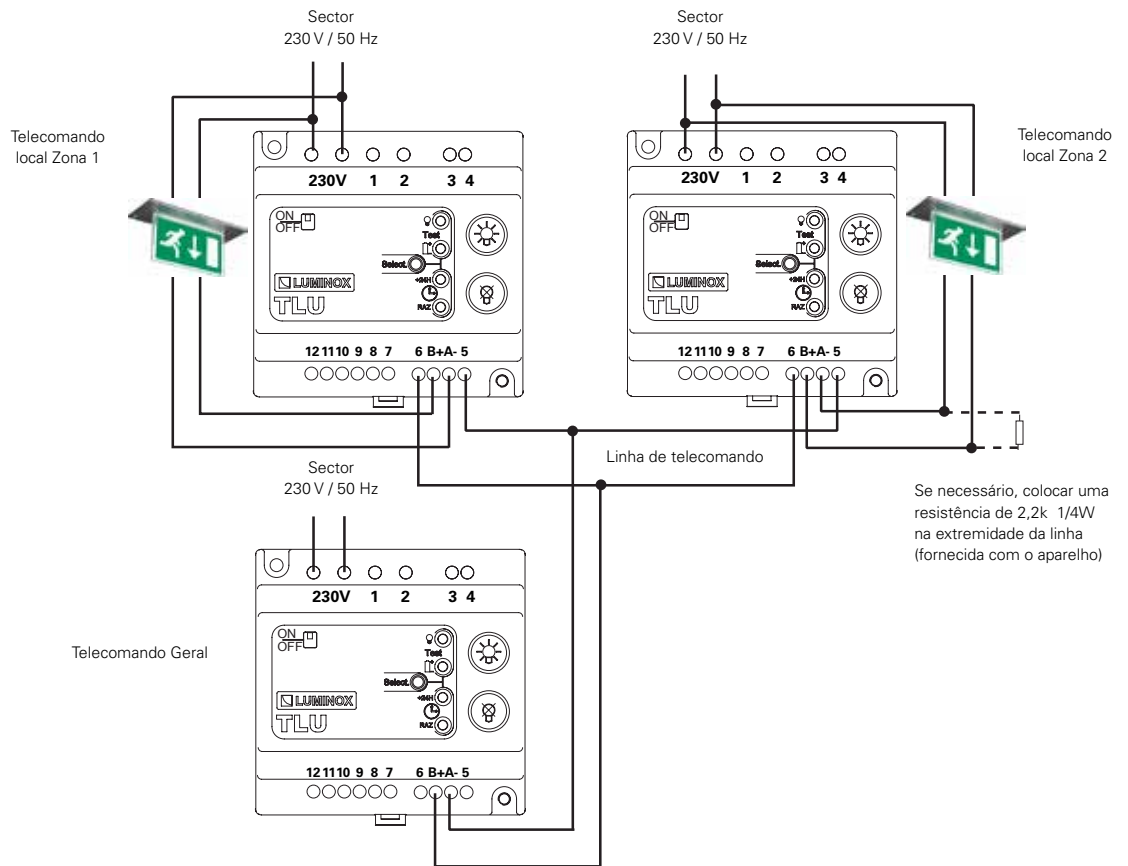 Sector
230 V / 50 Hz
Sector
230 V / 50 Hz
Telecomando
local Zona 1
Telecomando
local Zona 2
230V 1 2 3 4
ON
OFF
Test
Select.
+24H
RAZ
LUMINOX
TLU
12 11 10 9 8 7 6 B+ A- 5
230V 1 2 3 4
ON
OFF
Test
Select.
+24H
RAZ
LUMINOX
TLU
12 11 10 9 8 7 6 B+ A- 5
Linha de telecomando
Se necessário, colocar uma
resistência de 2,2k 1/4W
na extremidade da linha
(fornecida com o aparelho)
Sector
230 V / 50 Hz
Telecomando Geral
230V 1 2 3 4
ON
OFF
Test
Select.
+24H
RAZ
LUMINOX
TLU
12 11 10 9 8 7 6 B+ A- 5